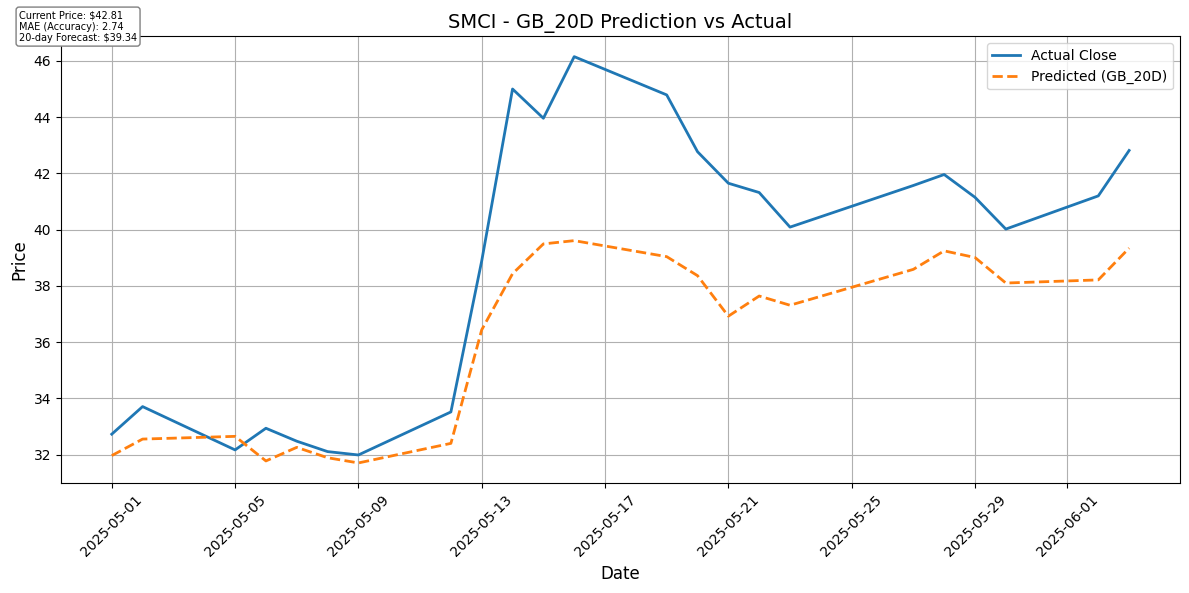 SMCI - GB_20D Prediction vs Actual
Current Price: $42.81
MAE (Accuracy): 2.74
20-day Forecast: $39.34
Actual Close
Predicted (GB_20D)
Price
46
44
42
40
38
36
34
32
2025-05-01
2025-05-05
2025-05-09
2025-05-13
2025-05-17
2025-05-21
2025-05-25
2025-05-29
2025-06-01
Date